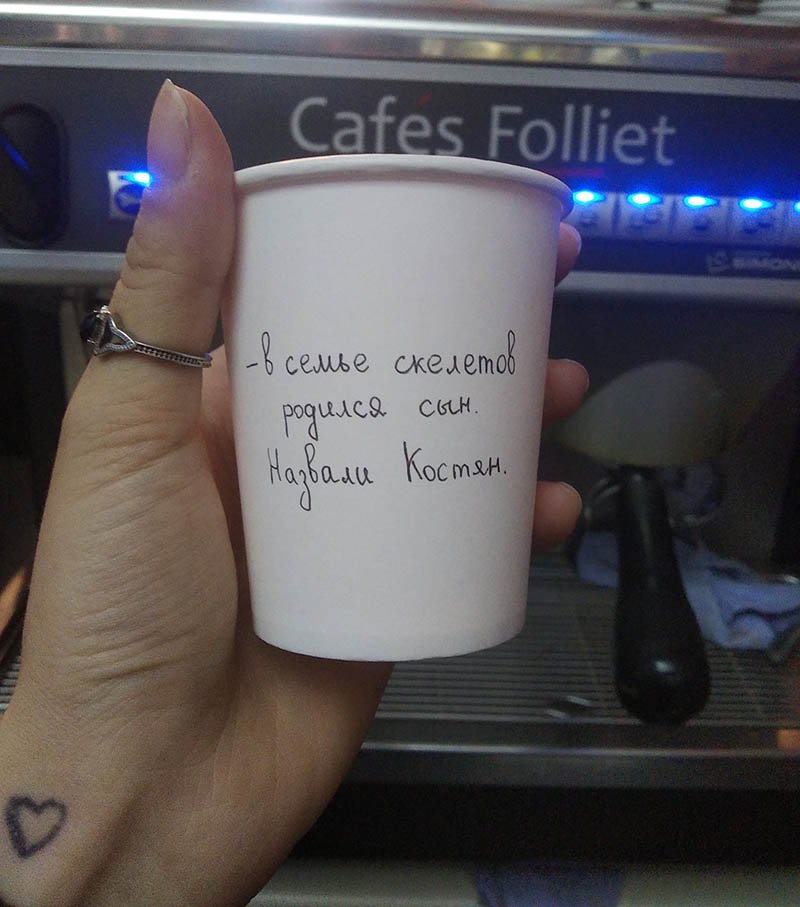 Cafés Folliet
- в семье скелетов
родился сын.
Назвали Костян.